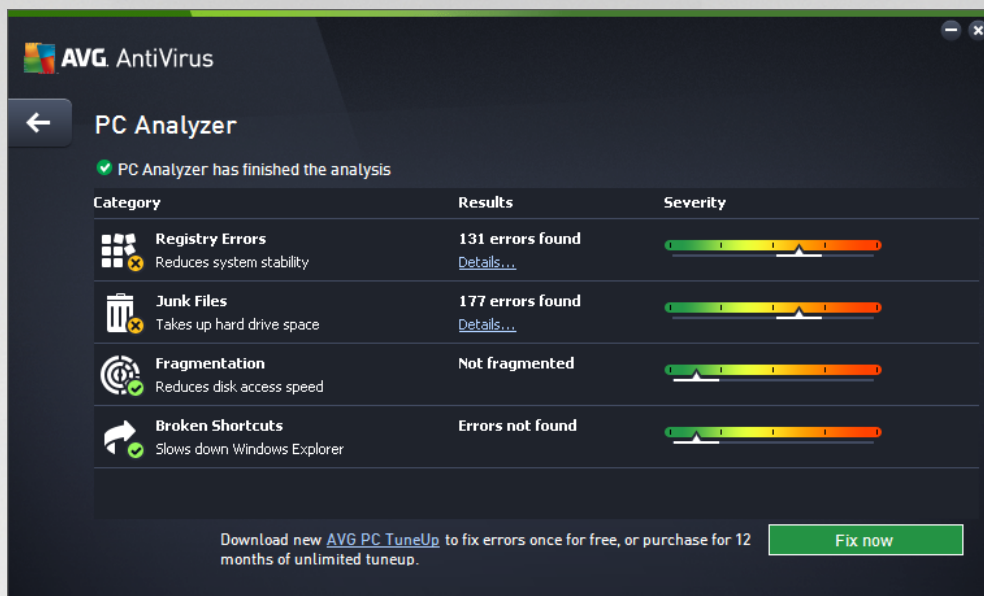 AVG. AntiVirus
PC Analyzer
PC Analyzer has finished the analysis
Category Results Severity
Registry Errors 131 errors found
Reduces system stability Details...
Junk Files 177 errors found
Takes up hard drive space Details...
Fragmentation Not fragmented
Reduces disk access speed
Broken Shortcuts Errors not found
Slows down Windows Explorer
Download new AVG PC TuneUp to fix errors once for free, or purchase for 12
months of unlimited tuneup.
Fix now